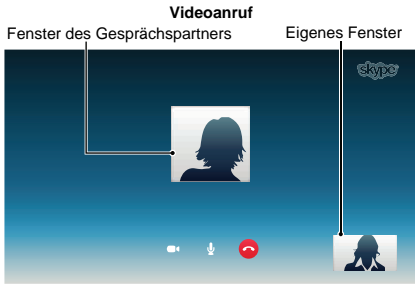 Videoanruf
Fenster des Gesprächspartners
Eigenes Fenster
skype